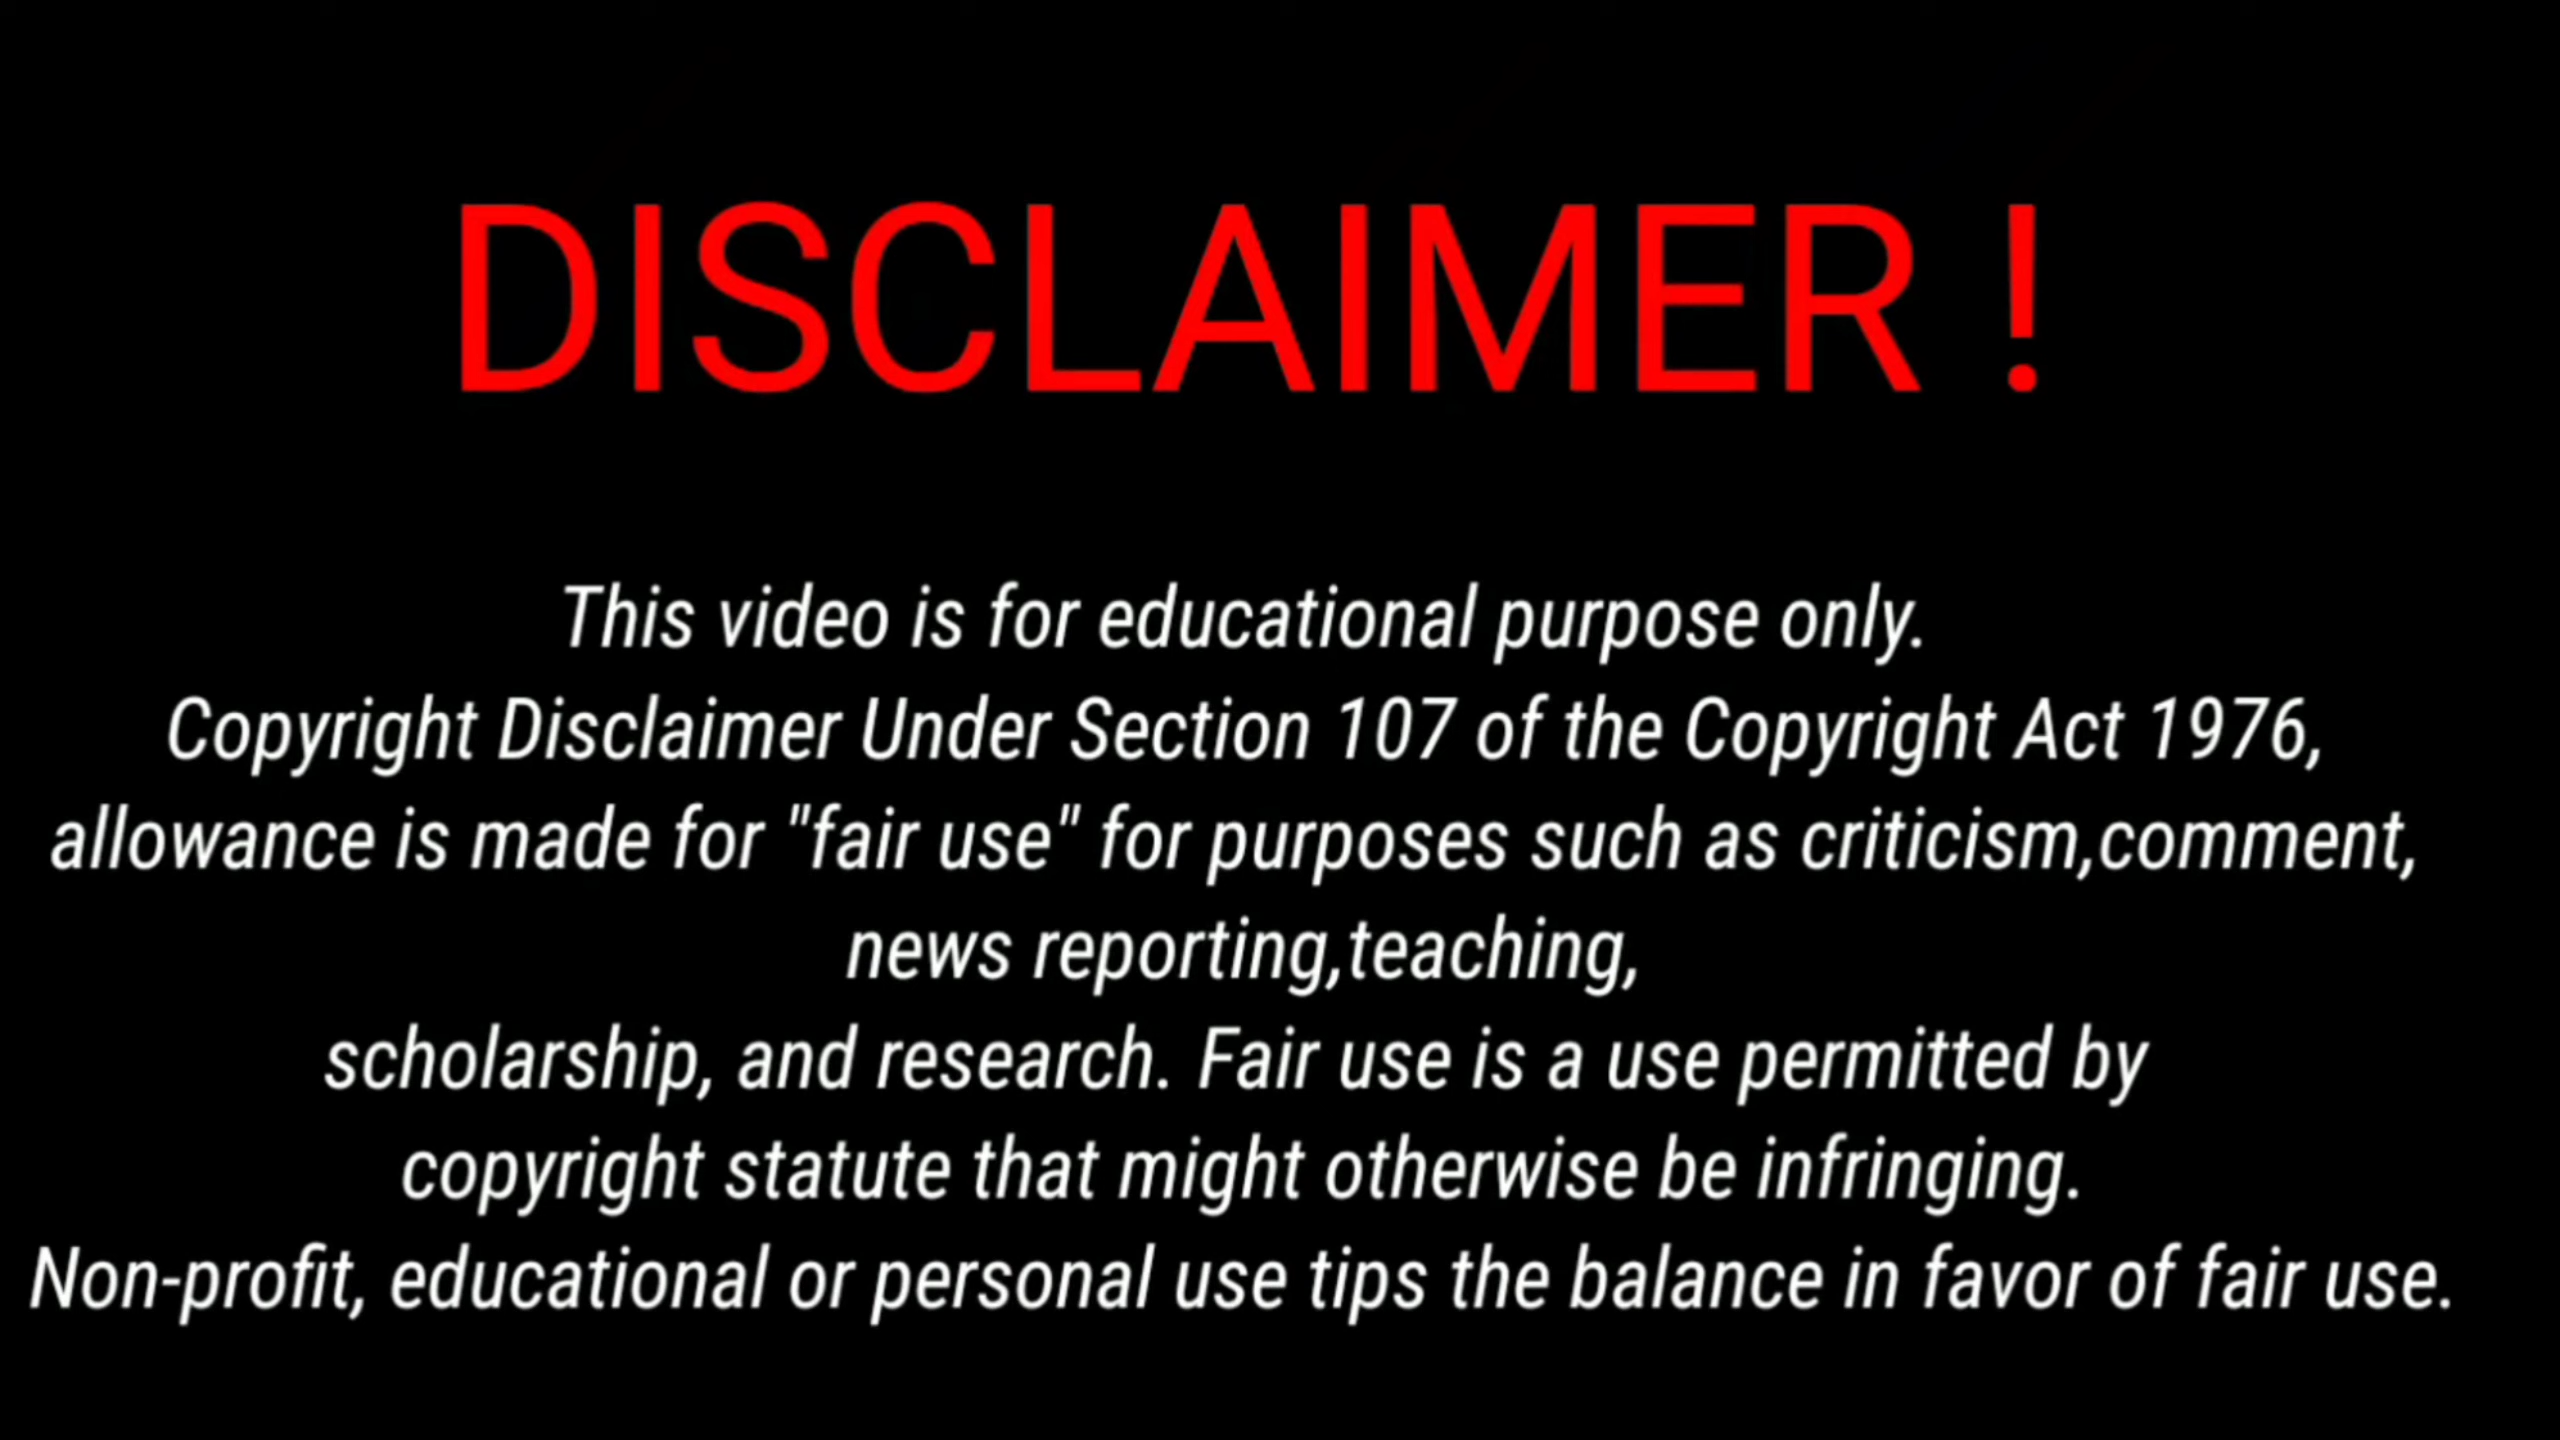 DISCLAIMER !
This video is for educational purpose only.
Copyright Disclaimer Under Section 107 of the Copyright Act 1976,
allowance is made for "fair use" for purposes such as criticism,comment,
news reporting,teaching,
scholarship, and research. Fair use is a use permitted by
copyright statute that might otherwise be infringing.
Non-profit, educational or personal use tips the balance in favor of fair use.